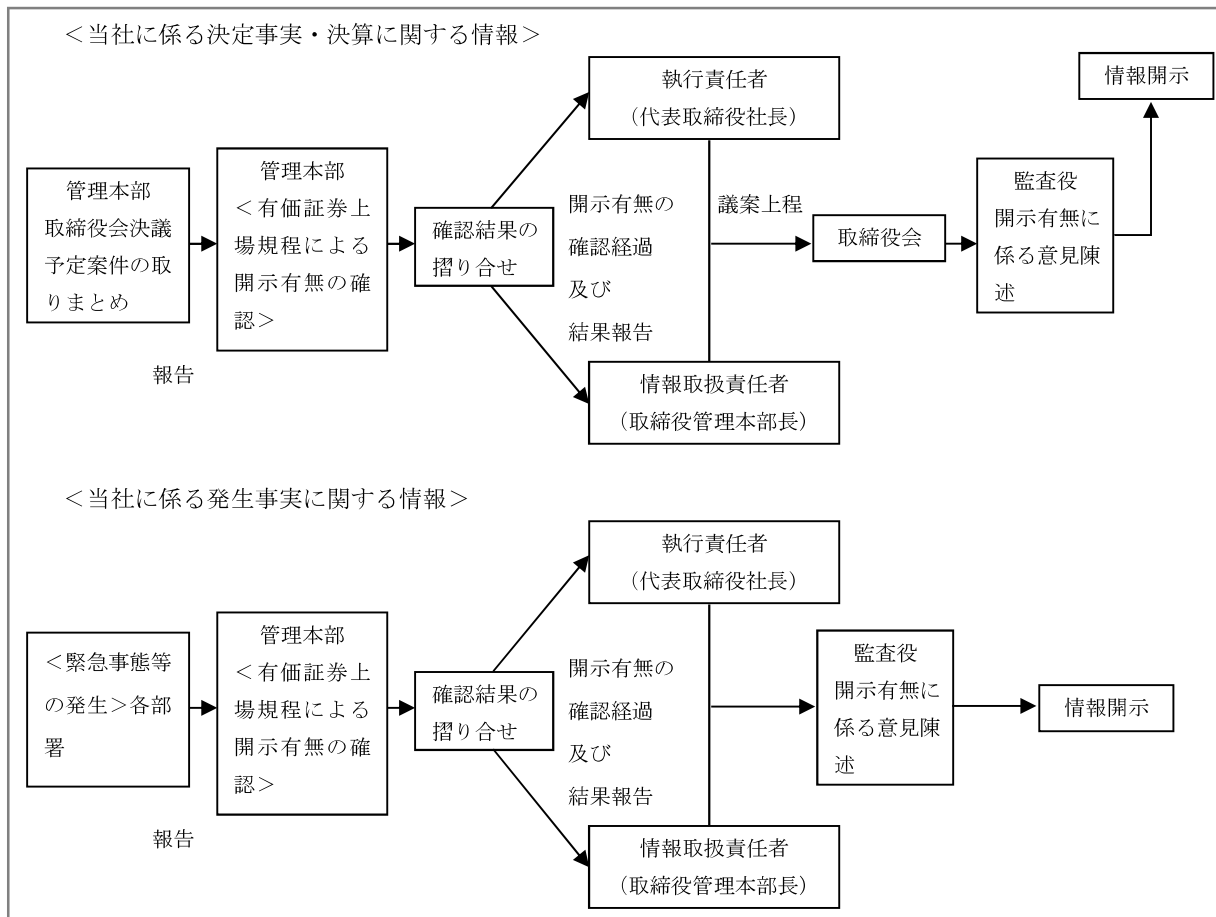 ＜当社に係る決定事実・決算に関する情報＞
管理本部
取締役会決議
予定案件の取
りまとめ
報告
管理本部
＜有価証券上
場規程による
開示有無の確
認＞
確認結果の
摺り合せ
執行責任者
（代表取締役社長）
開示有無の
確認経過
及び
結果報告
情報取扱責任者
（取締役管理本部長）
議案上程
取締役会
監査役
開示有無に
係る意見陳
述
情報開示
＜当社に係る発生事実に関する情報＞
＜緊急事態等
の発生＞各部
署
報告
管理本部
＜有価証券上
場規程による
開示有無の確
認＞
確認結果の
摺り合せ
執行責任者
（代表取締役社長）
開示有無の
確認経過
及び
結果報告
情報取扱責任者
（取締役管理本部長）
監査役
開示有無に
係る意見陳
述
情報開示